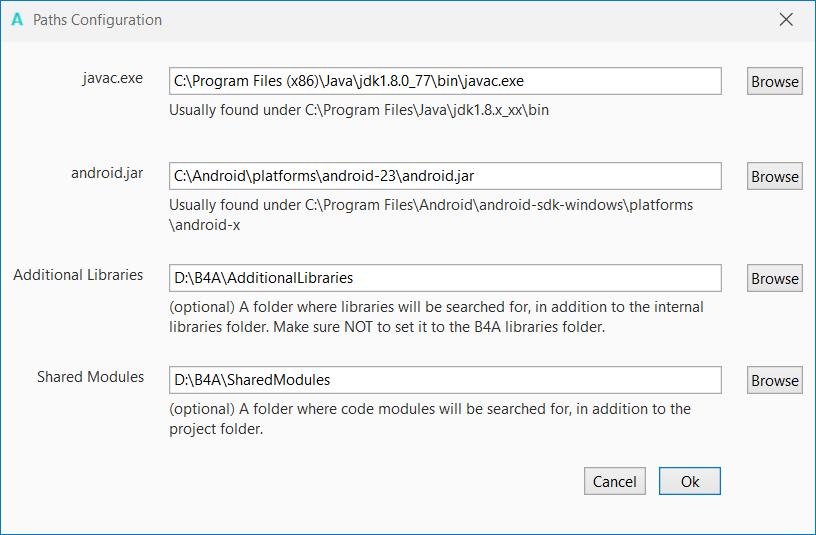 A Paths Configuration
javac.exe
C:\Program Files (x86)\Java\jdk1.8.0_77\bin\javac.exe
Browse
Usually found under C:\Program Files\Java\jdk1.8.x_xx\bin
android.jar
C:\Android\platforms\android-23\android.jar
Browse
Usually found under C:\Program Files\Android\android-sdk-windows\platforms
\android-x
Additional Libraries
D:\B4A\AdditionalLibraries
Browse
(optional) A folder where libraries will be searched for, in addition to the internal
libraries folder. Make sure NOT to set it to the B4A libraries folder.
Shared Modules
D:\B4A\SharedModules
Browse
(optional) A folder where code modules will be searched for, in addition to the
project folder.
Cancel
Ok